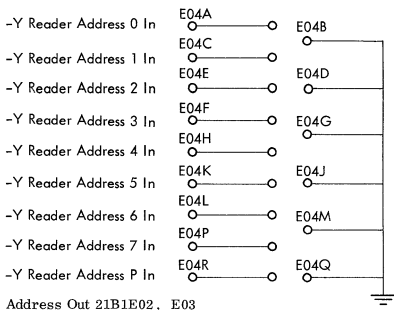 E04A
-Y Reader Address 0 In
E04B
E04C
-Y Reader Address 1 In
E04E
E04D
-Y Reader Address 2 In
E04F
-Y Reader Address 3 In
E04G
E04H
-Y Reader Address 4 In
E04K
E04J
-Y Reader Address 5 In
E04L
-Y Reader Address 6 In
E04M
E04P
-Y Reader Address 7 In
E04R
E04Q
-Y Reader Address P In
Address Out 21B1E02, E03